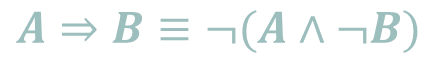 A ⇒ B ≡ ¬(A ∧ ¬B)